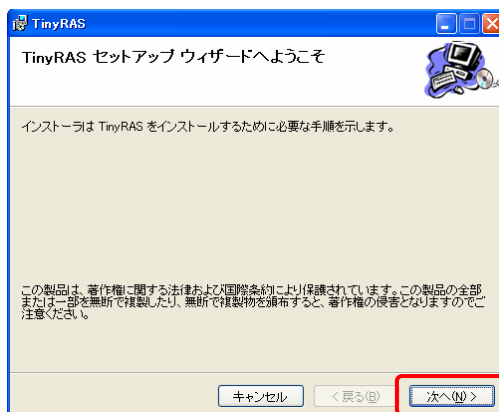 TinyRAS
TinyRAS セットアップ ウィザードへようこそ
インストーラは TinyRAS をインストールするために必要な手順を示します。
この製品は、著作権に関する法律および国際条約により保護されています。この製品の全部
または一部を無断で複製したり、無断で複製物を頒布すると、著作権の侵害となりますのでご
注意ください。
キャンセル
< 戻る(B)
次へ(N) >